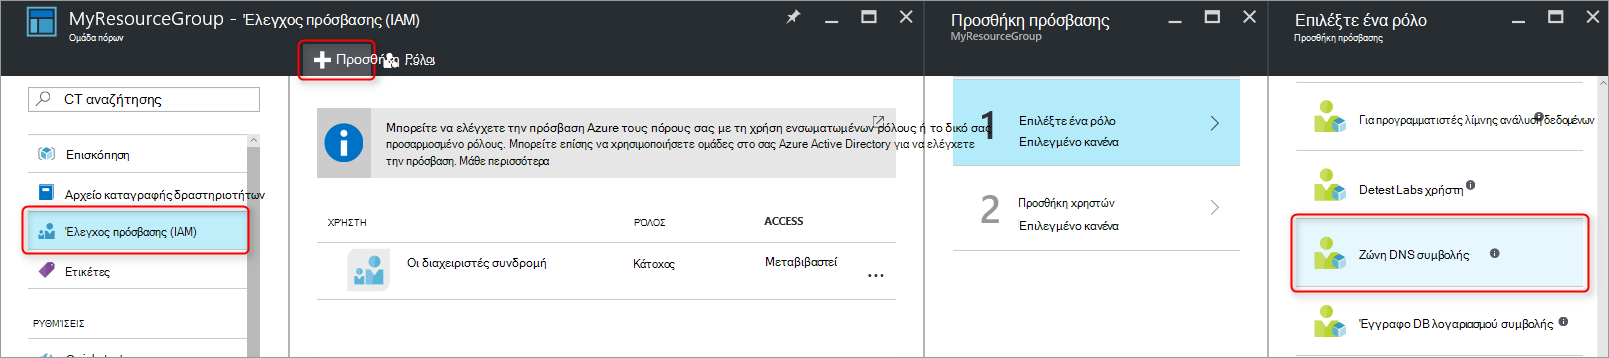 MyResourceGroup - Έλεγχος πρόσβασης (IAM)
Ομάδα πόρων
Προσθήκη Ρόλοι
CT αναζήτησης
Επισκόπηση
Αρχείο καταγραφής δραστηριοτήτων
Έλεγχος πρόσβασης (IAM)
Ετικέτες
ΡΥΘΜΊΣΕΙΣ
Μπορείτε να ελέγχετε την πρόσβαση Azure τους πόρους σας με τη χρήση ενσωματωμένων ρόλους ή το δικό σας
προσαρμοσμένο ρόλους. Μπορείτε επίσης να χρησιμοποιήσετε ομάδες στο σας Azure Active Directory για να ελέγχετε
την πρόσβαση. Μάθε περισσότερα
ΧΡΉΣΤΗ ΡΌΛΟΣ ACCESS
Οι διαχειριστές συνδρομή Κάτοχος Μεταβιβαστεί
Προσθήκη πρόσβασης
MyResourceGroup
1
Επιλέξτε ένα ρόλο
Επιλεγμένο κανένα
2
Προσθήκη χρηστών
Επιλεγμένο κανένα
Επιλέξτε ένα ρόλο
Προσθήκη πρόσβασης
Για προγραμματιστές λίμνης ανάλυση δεδομένων
Detest Labs χρήστη
Ζώνη DNS συμβολής
Έγγραφο DB λογαριασμού συμβολής